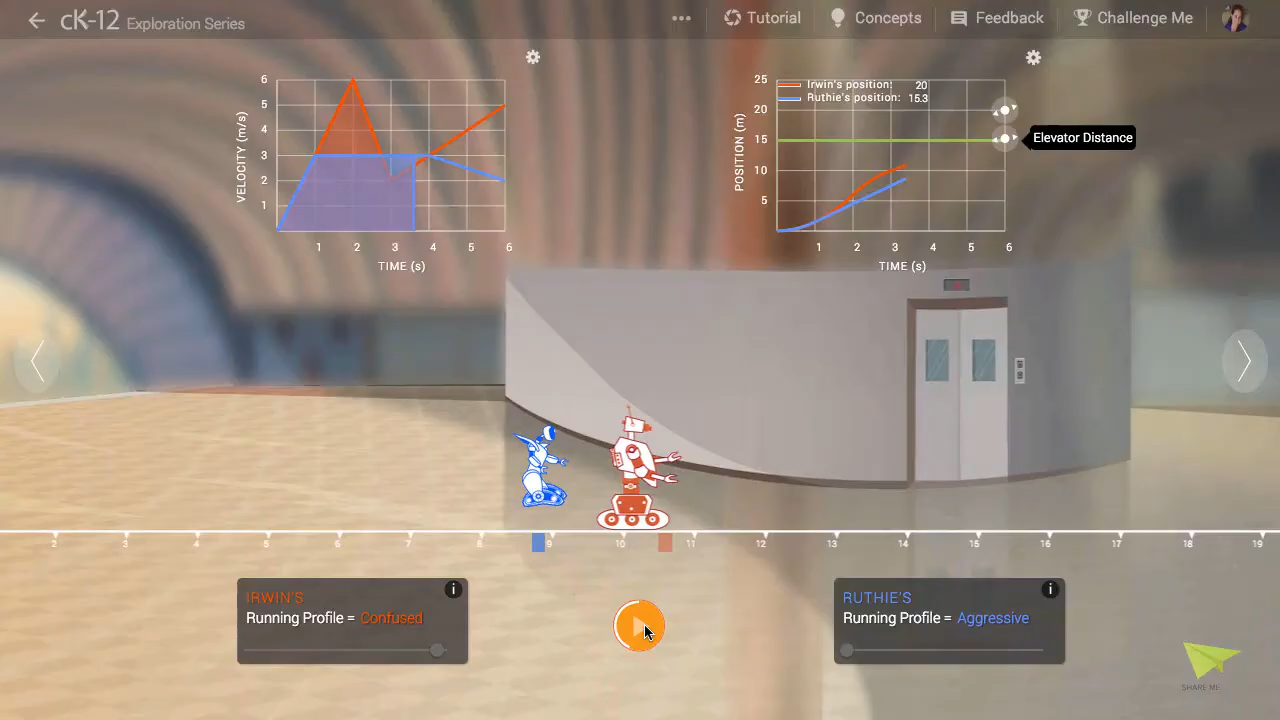 cK-12 Exploration Series
Tutorial
Concepts
Feedback
Challenge Me
VELOCITY (m/s)
6
5
4
3
2
1
1 2 3 4 5 6
TIME (s)
POSITION (m)
25
20
15
10
5
Irwin's position: 20
Ruthie's position: 15.3
Elevator Distance
1 2 3 4 5 6
TIME (s)
2 3 4 5 6 7 8 9 10 11 12 13 14 15 16 17 18 19
IRWIN'S
Running Profile = Confused
i
RUTHIE'S
Running Profile = Aggressive
i
SHARE ME